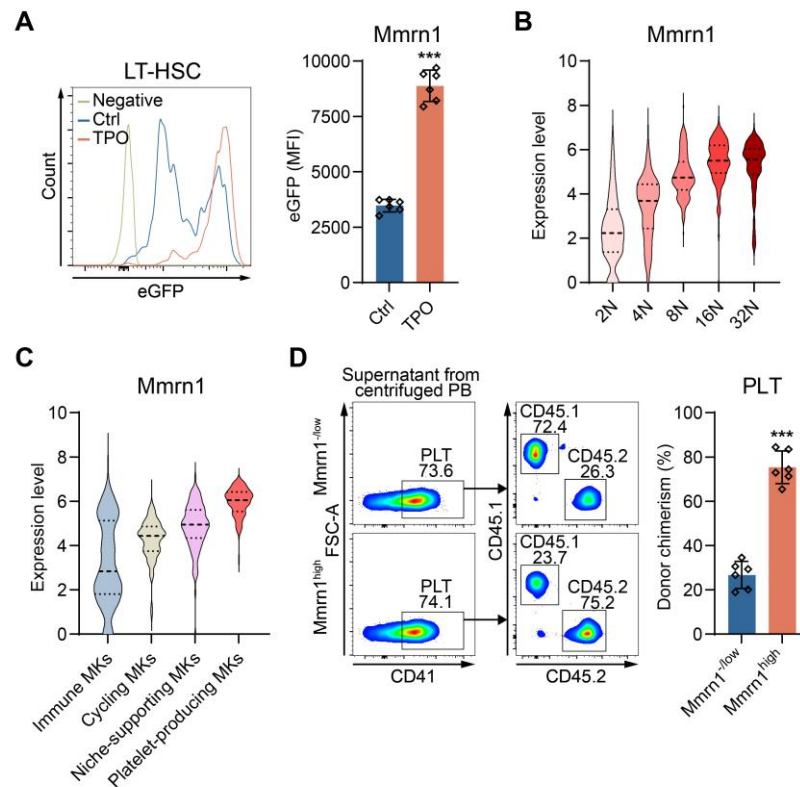 A
LT-HSC
Negative
Ctrl
TPO
Count
eGFP
Mmrn1
***
10000
7500
5000
2500
0
eGFP (MFI)
Ctrl
TPO
B
Mmrn1
10
8
6
4
2
0
Expression level
2N
4N
8N
16N
32N
C
Mmrn1
10
8
6
4
2
0
Expression level
Immune MKs
Cycling MKs
Niche-supporting MKs
Platelet-producing MKs
D
Supernatant from
centrifuged PB
Mmrn1-/low
PLT
73.6
FSC-A
Mmrn1high
PLT
74.1
CD41
CD45.1
72.4
CD45.2
26.3
CD45.1
CD45.1
23.7
CD45.2
75.2
CD45.2
PLT
***
100
80
60
40
20
0
Donor chimerism (%)
Mmrn1-/low
Mmrn1high